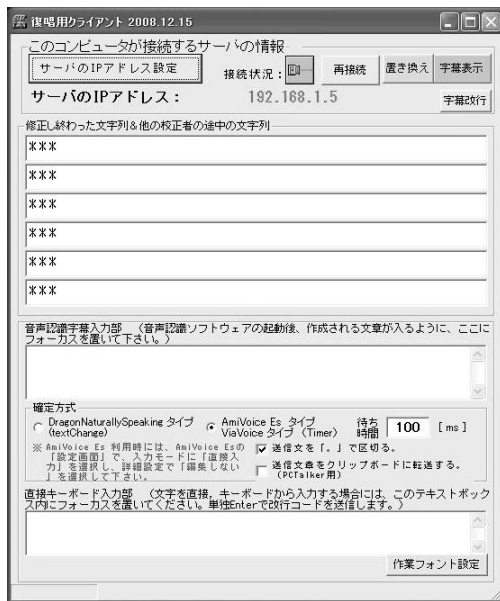 復唱用クライアント 2008.12.15
このコンピュータが接続するサーバの情報
サーバのIPアドレス設定
接続状況:
再接続
置き換え
字幕表示
サーバのIPアドレス:
192.168.1.5
字幕改行
修正し終わった文字列&他の校正者の途中の文字列
***
***
***
***
***
音声認識字幕入力部 (音声認識ソフトウェアの起動後、作成される文章が入るように、ここに
フォーカスを置いて下さい。)
確定方式
DragonNaturallySpeaking タイプ
(textChange)
AmiVoice Es タイプ
ViaVoice タイプ (Timer)
待ち
時間
100
[ms]
※ AmiVoice Es 利用時には、AmiVoice Esの
「設定画面」で、入力モードに「直接入
力」を選択し、詳細設定で「編集しない
」を選択して下さい。
送信文を「。」で区切る。
送信文章をクリップボードに転送する。
(PCTalker用)
直接キーボード入力部 (文字を直接、キーボードから入力する場合には、このテキストボック
ス内にフォーカスを置いてください。単独Enterで改行コードを送信します。)
作業フォント設定